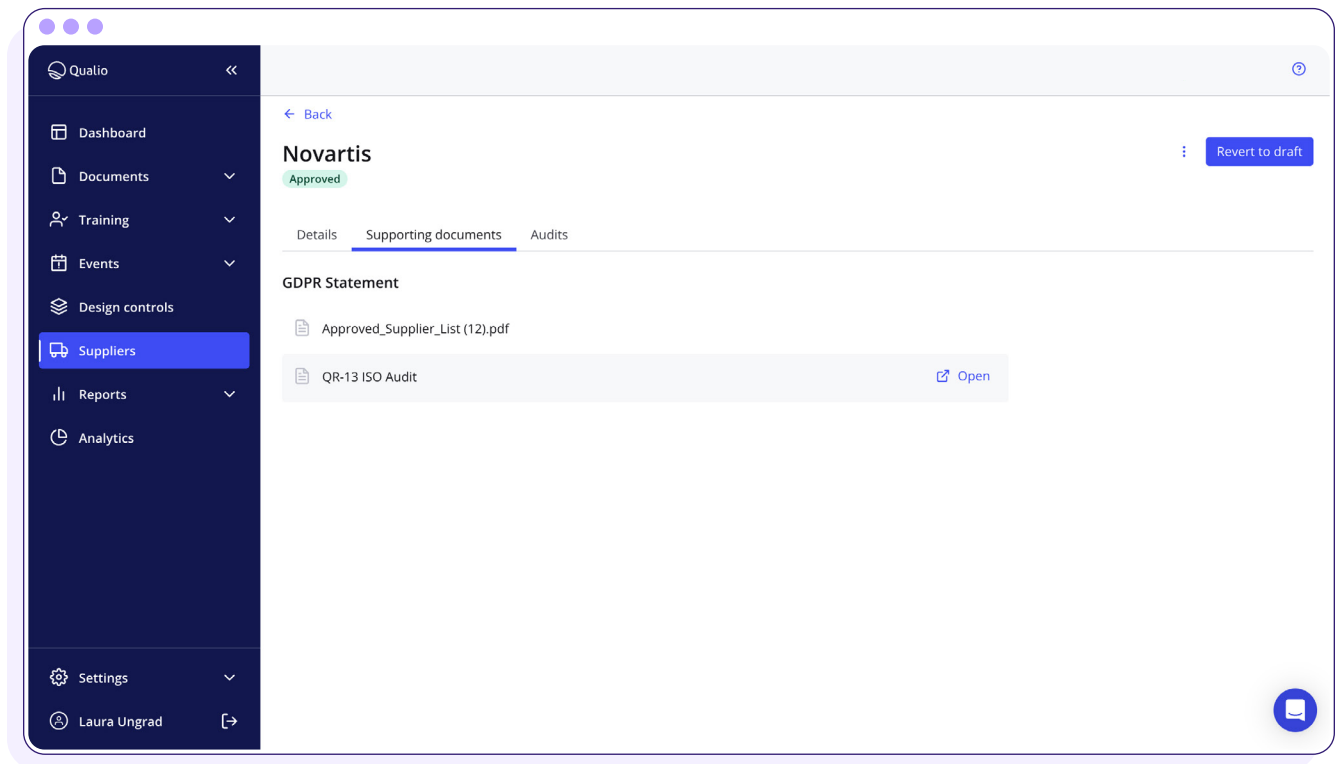 Qualio
Dashboard
Documents
Training
Events
Design controls
Suppliers
Reports
Analytics
Settings
Laura Ungrad
Back
Novartis
Revert to draft
Approved
Details Supporting documents Audits
GDPR Statement
Approved_Supplier_List (12).pdf
QR-13 ISO Audit Open